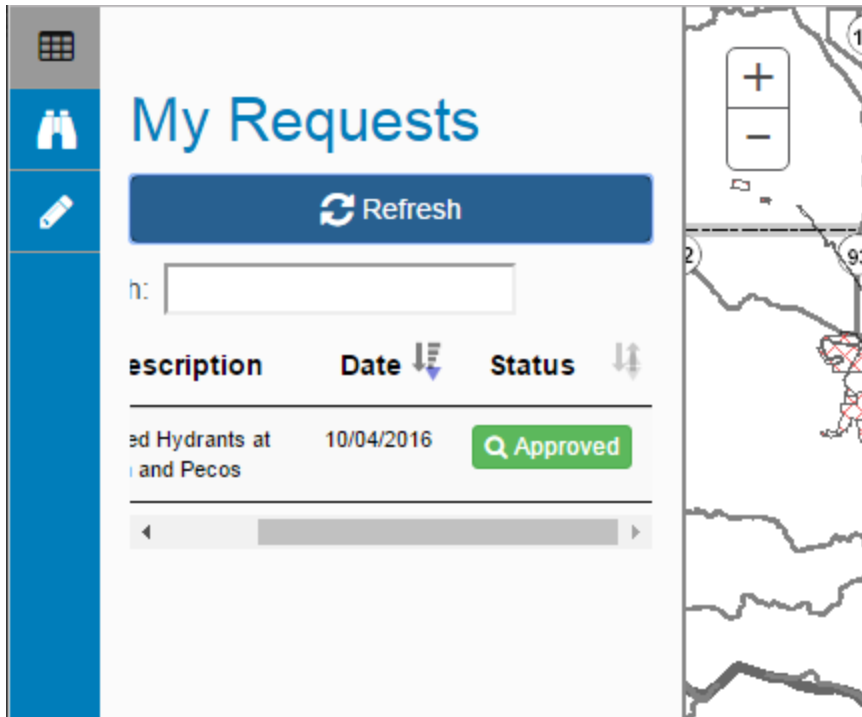 My Requests
Refresh
h:
escription Date Status
ed Hydrants at 10/04/2016 Approved
and Pecos
+
−